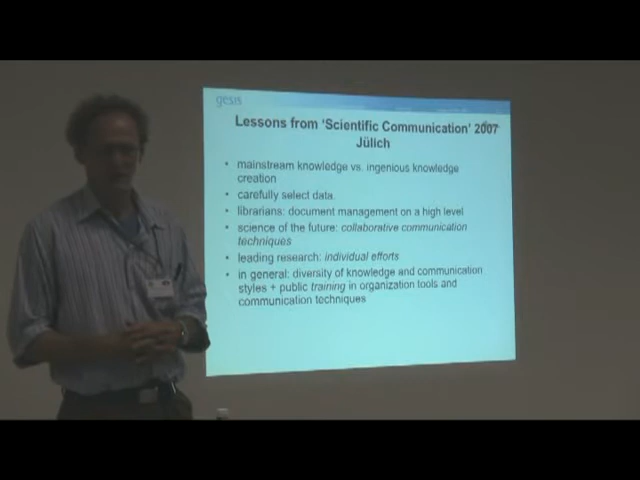 gesis
Lessons from 'Scientific Communication' 2007
Jülich
• mainstream knowledge vs. ingenious knowledge
creation
• carefully select data
• librarians: document management on a high level
• science of the future: collaborative communication
techniques
• leading research: individual efforts
• in general: diversity of knowledge and communication
styles + public training in organization tools and
communication techniques